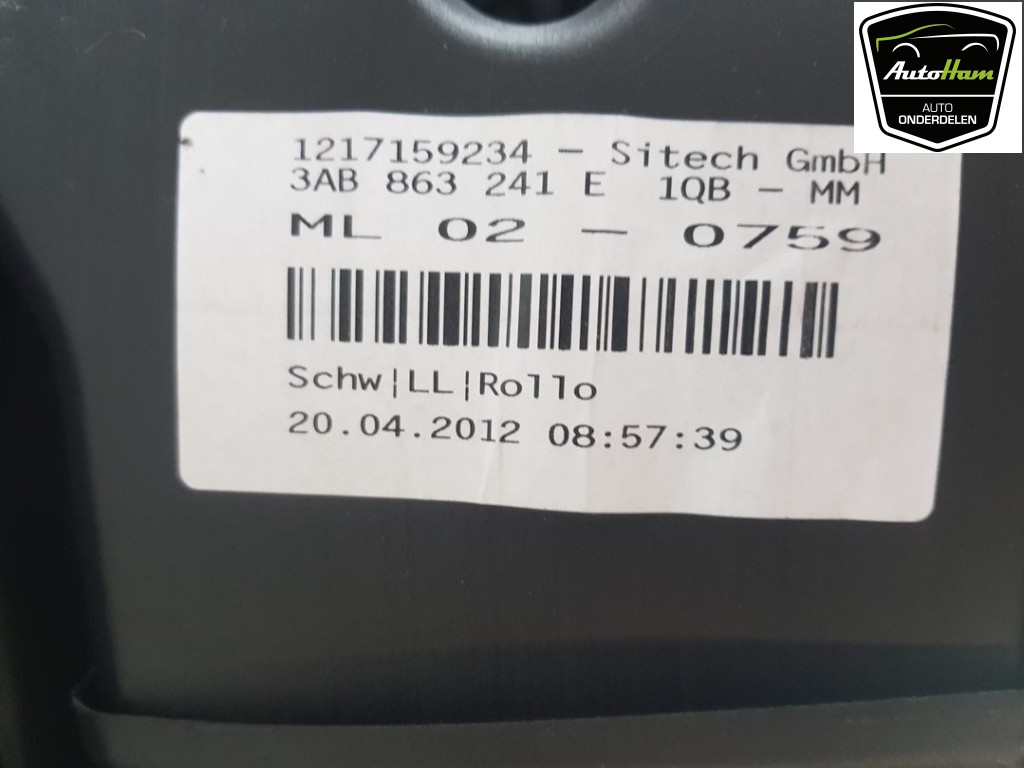 AutoHam
AUTO
ONDERDELEN
1217159234 - Sitech GmbH
3AB 863 241 E 1QB - MM
ML 02 - 0759
Schw|LL|Rollo
20.04.2012 08:57:39